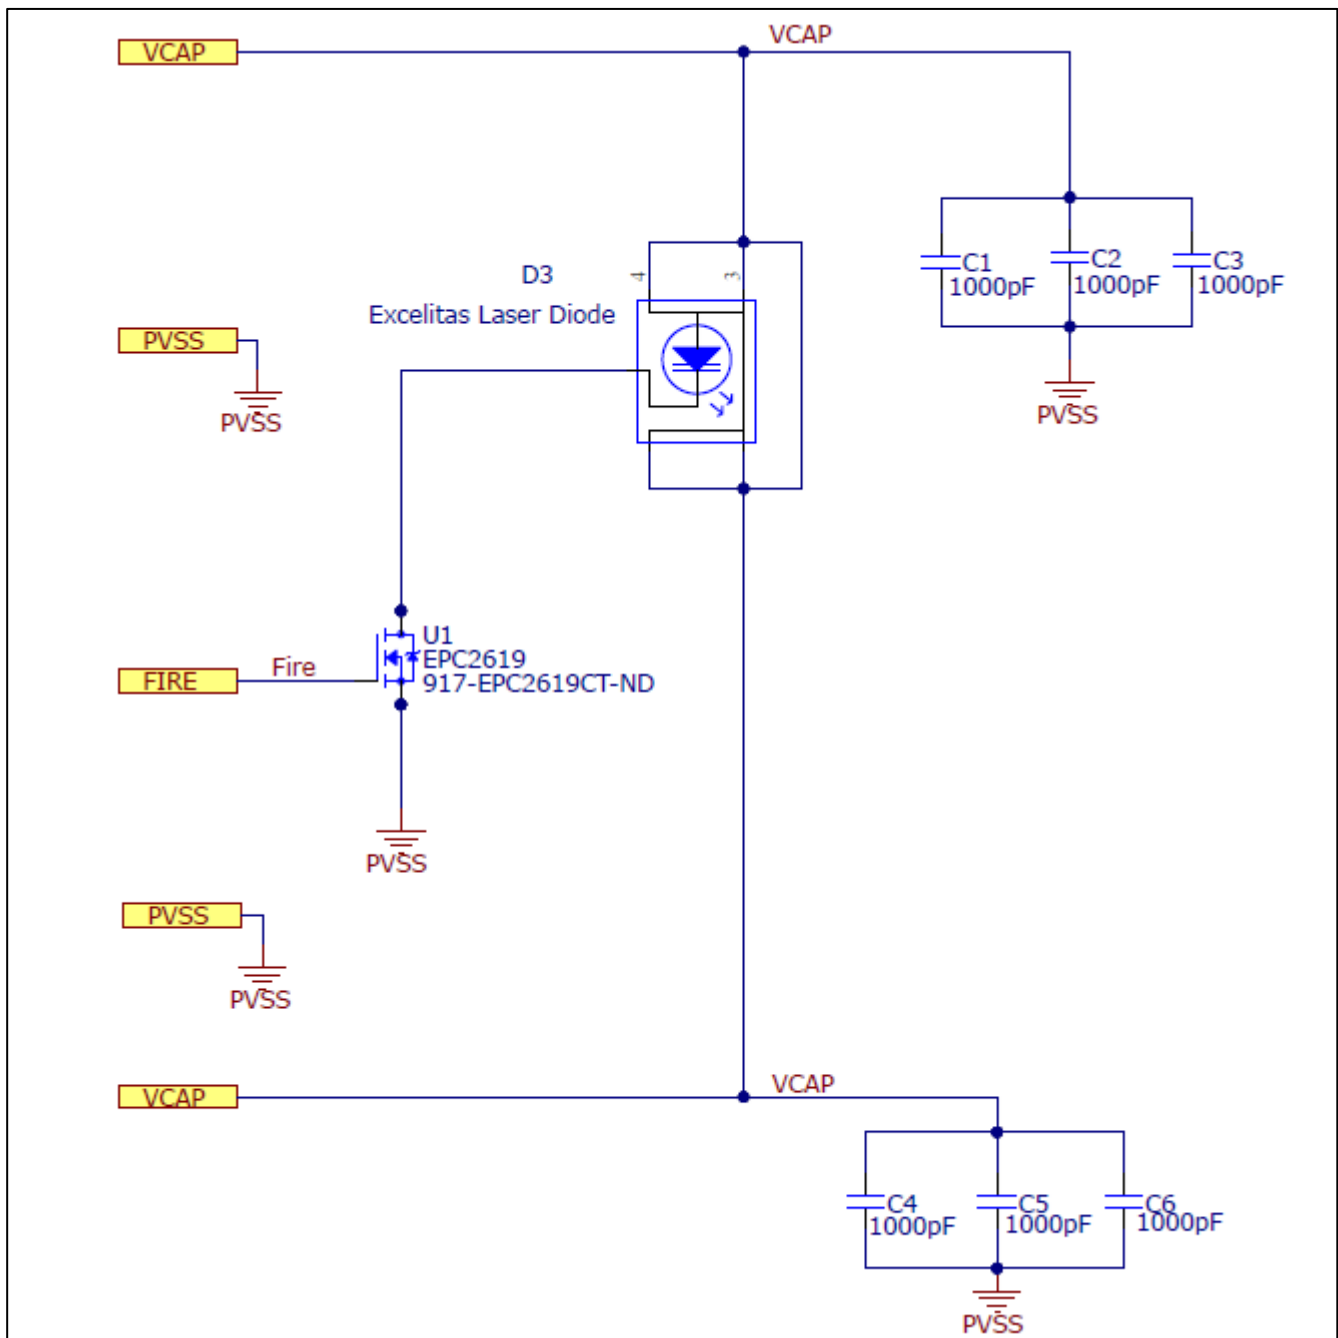 VCAP
VCAP
D3
4
3
Excelitas Laser Diode
C1
1000pF
C2
1000pF
C3
1000pF
PVSS
PVSS
PVSS
U1
EPC2619
917-EPC2619CT-ND
FIRE
Fire
PVSS
PVSS
PVSS
VCAP
VCAP
C4
1000pF
C5
1000pF
C6
1000pF
PVSS